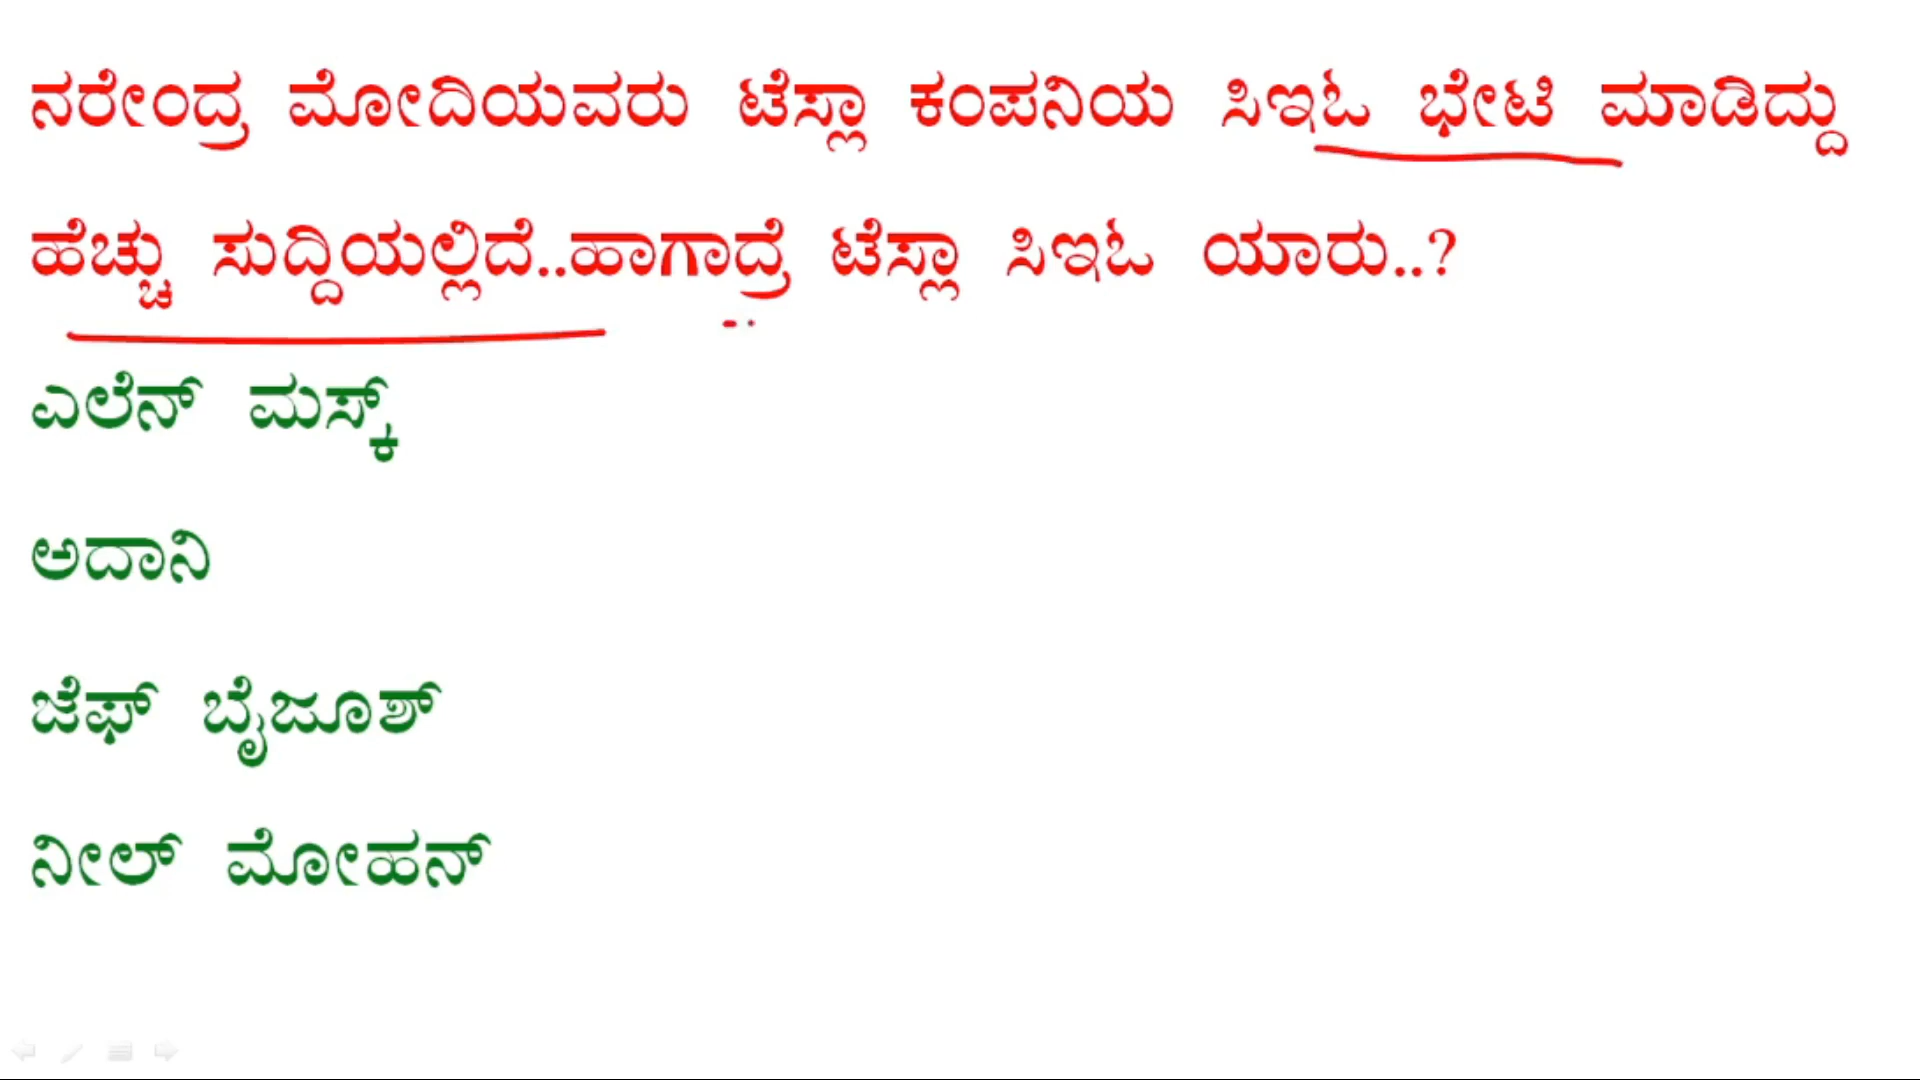 ನರೇಂದ್ರ ಮೋದಿಯವರು ಟೆಸ್ಲಾ ಕಂಪನಿಯ ಸಿಇಓ ಭೇಟಿ ಮಾಡಿದ್ದು
ಹೆಚ್ಚು ಸುದ್ದಿಯಲ್ಲಿದೆ..ಹಾಗಾದ್ರೆ ಟೆಸ್ಲಾ ಸಿಇಓ ಯಾರು..?
ಎಲೆನ್ ಮಸ್ಕ್
ಅದಾನಿ
ಜೆಫ್ ಬೈಜೂಶ್
ನೀಲ್ ಮೋಹನ್